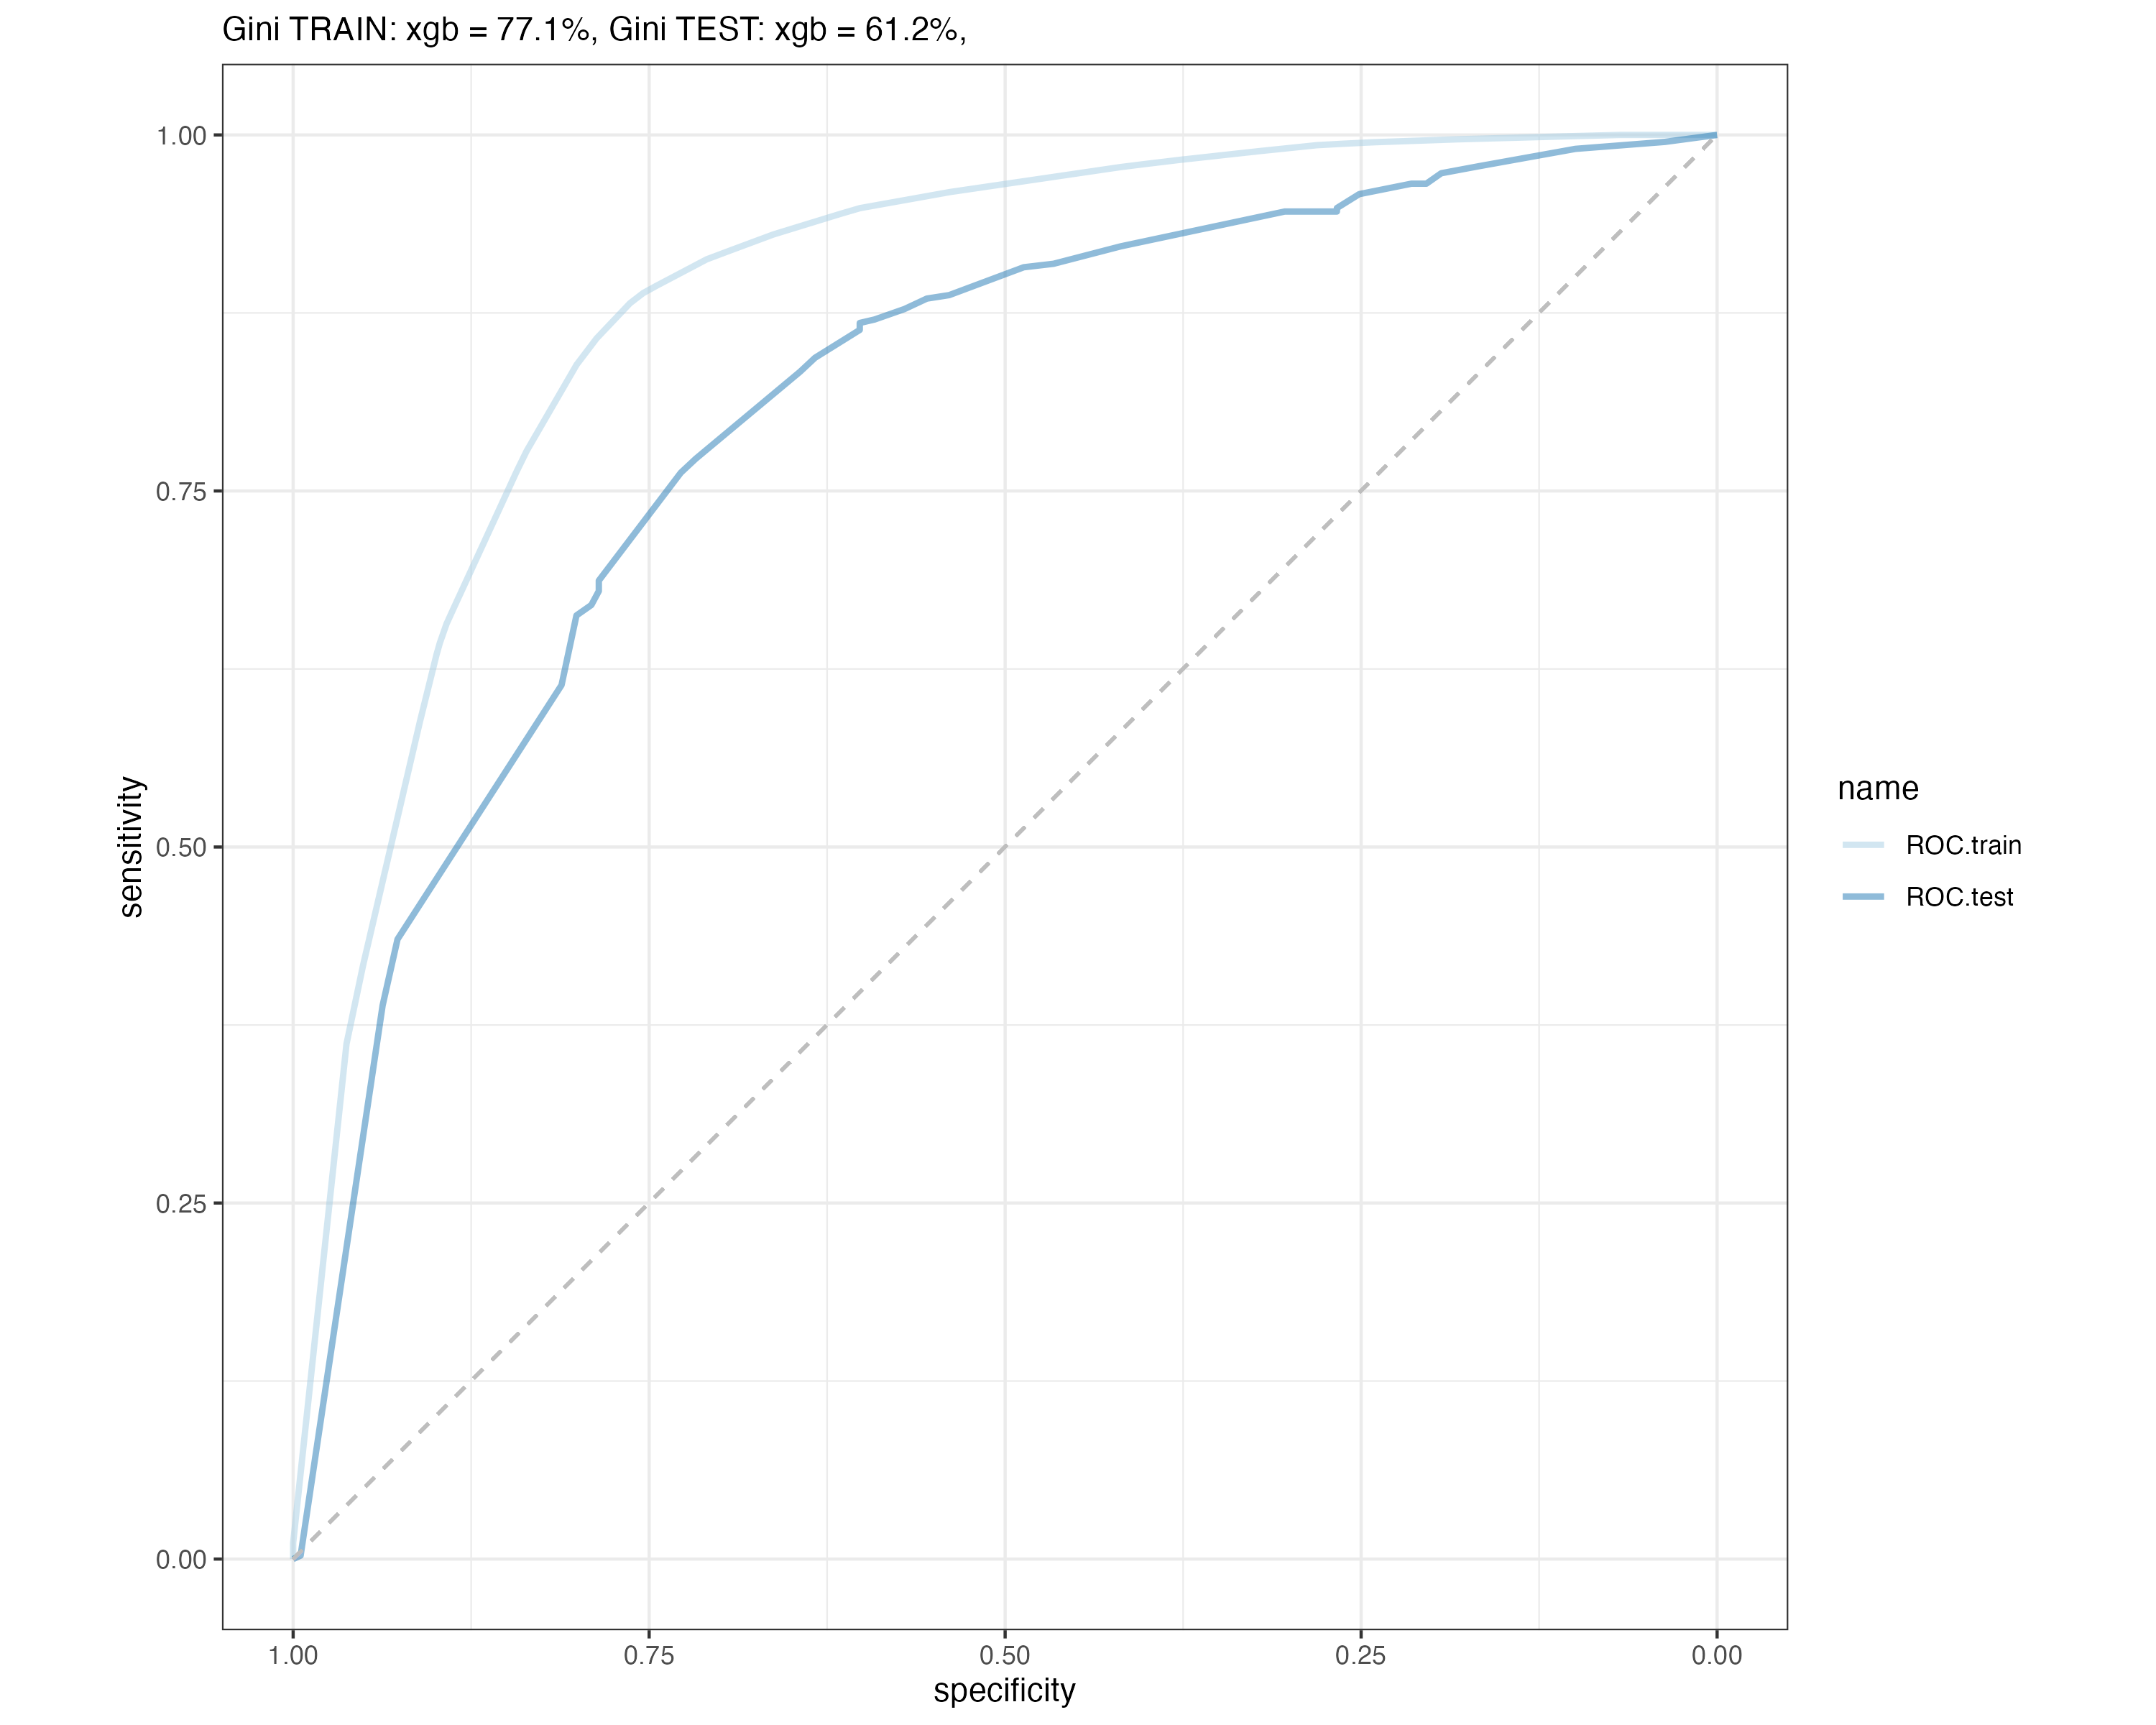 Gini TRAIN: xgb = 77.1%, Gini TEST: xgb = 61.2%,
1.00
0.75
0.50
0.25
0.00
sensitivity
1.00 0.75 0.50 0.25 0.00
specificity
name
ROC.train
ROC.test